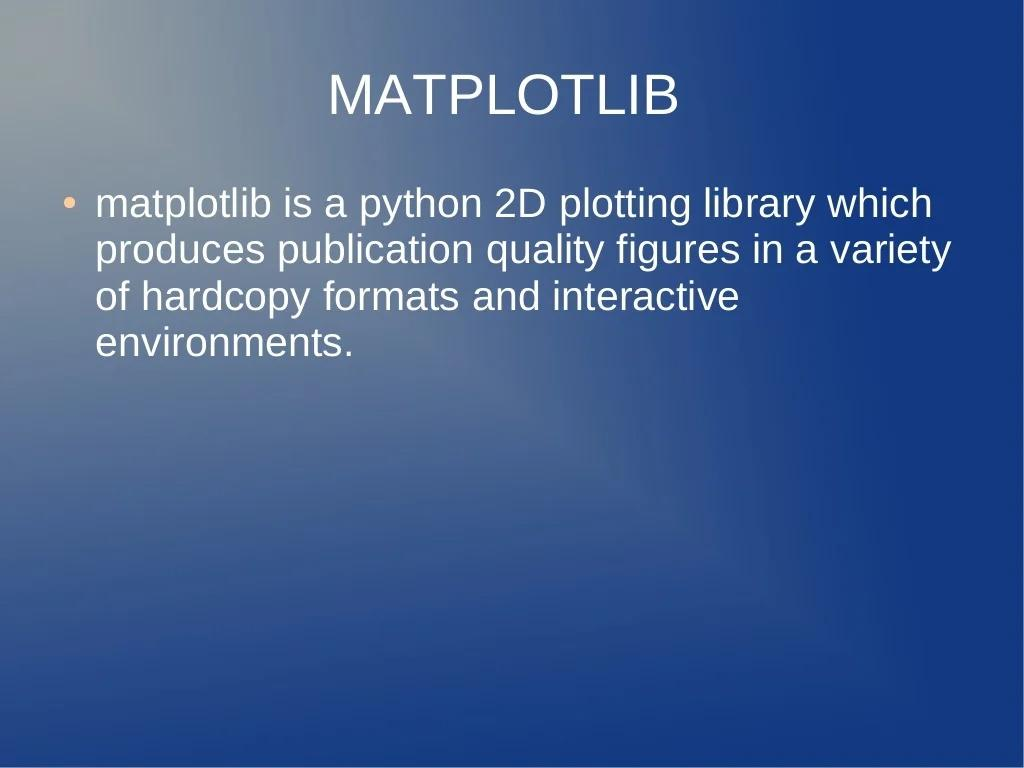 MATPLOTLIB
• matplotlib is a python 2D plotting library which
produces publication quality figures in a variety
of hardcopy formats and interactive
environments.